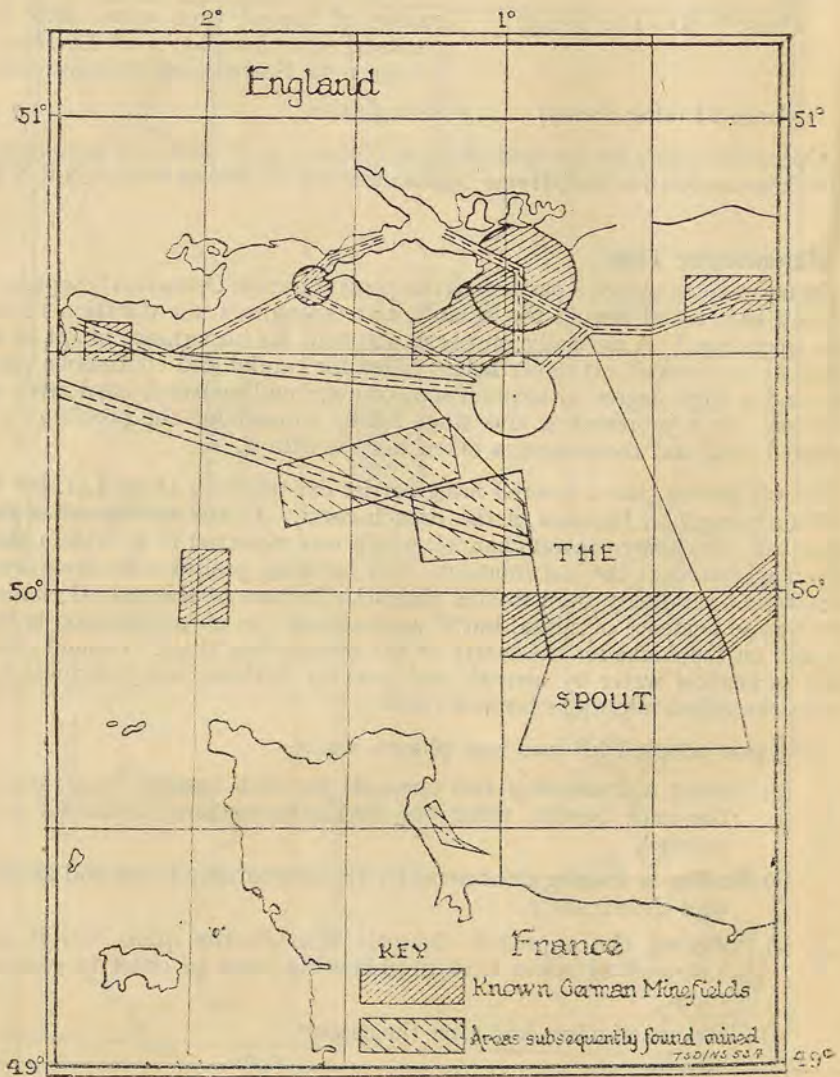 2° 1°
England
51° 51°
THE
50° 50°
SPOUT
KEY France
Known German Minefields
Areas subsequently found mined
TSD/NS 537
49° 49°